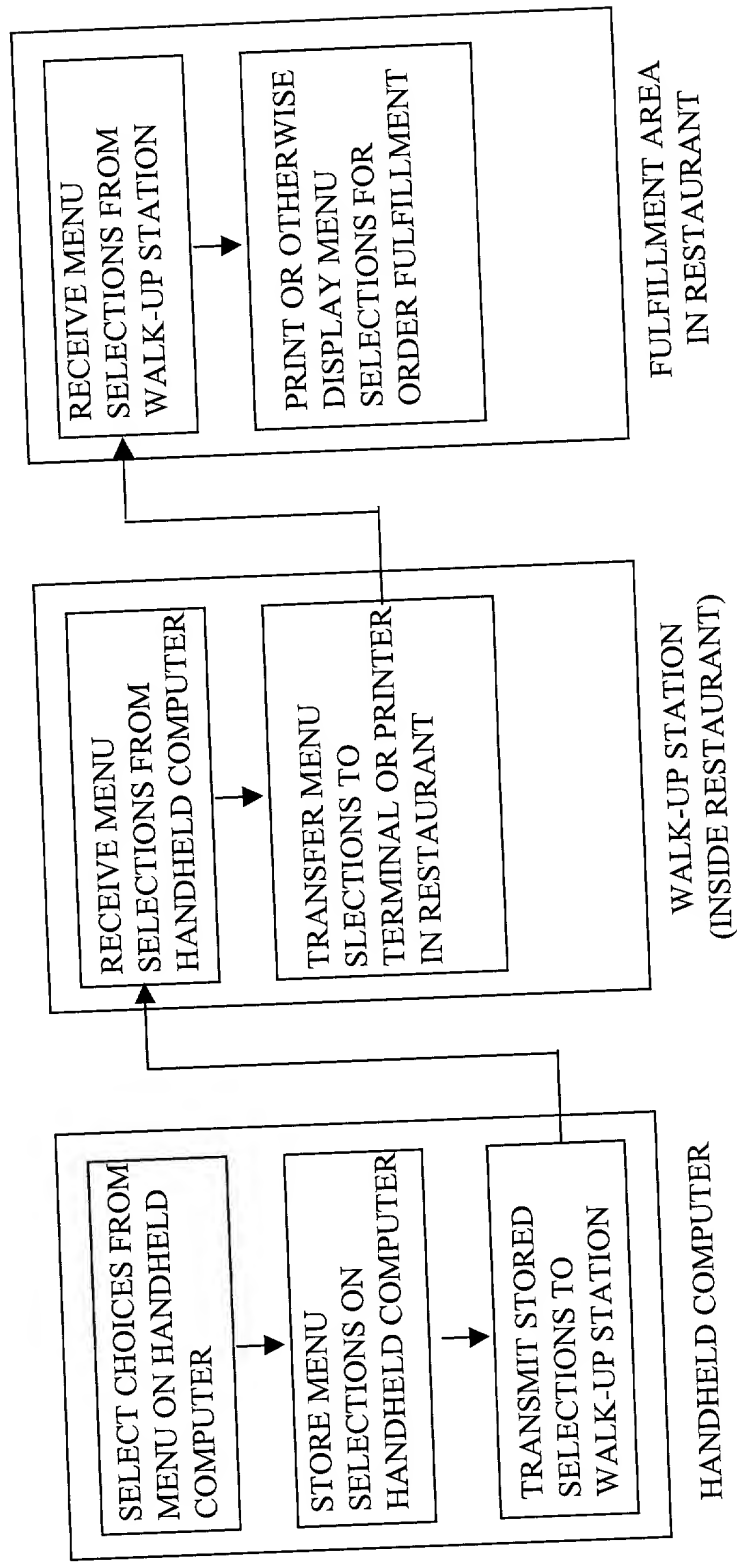 SELECT CHOICES FROM
MENU ON HANDHELD
COMPUTER
STORE MENU
SELECTIONS ON
HANDHELD COMPUTER
TRANSMIT STORED
SELECTIONS TO
WALK-UP STATION
HANDHELD COMPUTER
RECEIVE MENU
SELECTIONS FROM
HANDHELD COMPUTER
TRANSFER MENU
SLECTIONS TO
TERMINAL OR PRINTER
IN RESTAURANT
WALK-UP STATION
(INSIDE RESTAURANT)
RECEIVE MENU
SELECTIONS FROM
WALK-UP STATION
PRINT OR OTHERWISE
DISPLAY MENU
SELECTIONS FOR
ORDER FULFILLMENT
FULFILLMENT AREA
IN RESTAURANT